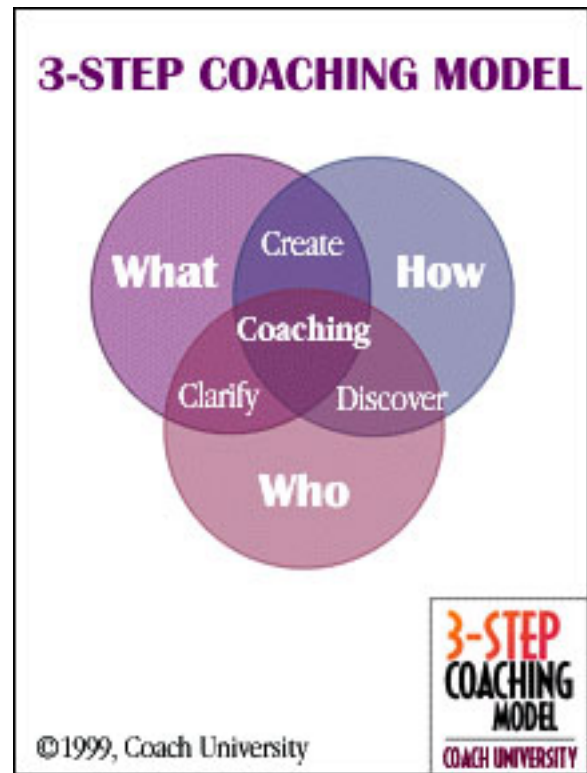 3-STEP COACHING MODEL
Create
What
How
Coaching
Clarify
Discover
Who
3-STEP
COACHING
MODEL
COACH UNIVERSITY
©1999, Coach University